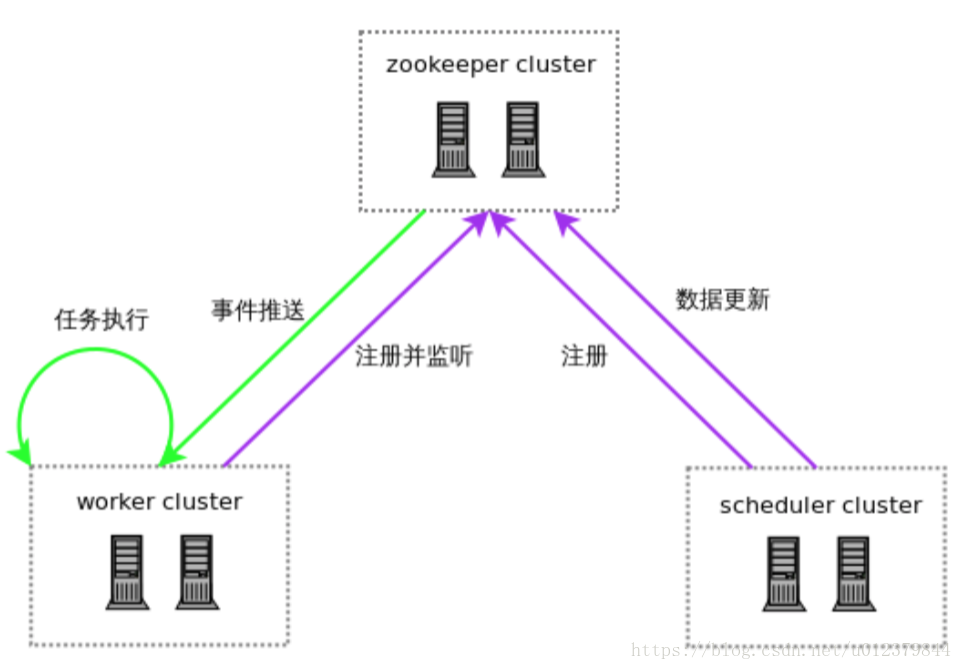 zookeeper cluster
数据更新
事件推送
任务执行
注册并监听
注册
worker cluster
scheduler cluster
https://blog.csdn.net/u012379844